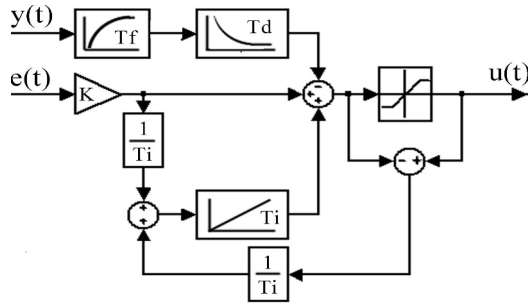 y(t)
Tf
Td
e(t)
K
-
+
+
u(t)
1
Ti
- +
+
+
Ti
1
Ti